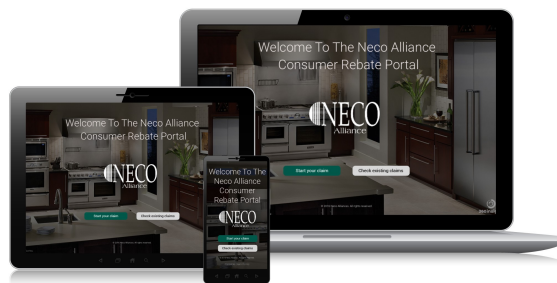 Welcome To The Neco Alliance
Consumer Rebate Portal
NECO
Alliance
Start your claim
Check existing claims
Welcome To The Neco Alliance
Consumer Rebate Portal
NECO
Alliance
Start your claim
Check existing claims
Welcome To The
Neco Alliance
Consumer
Rebate Portal
NECO
Alliance
Start your claim
Check existing claims